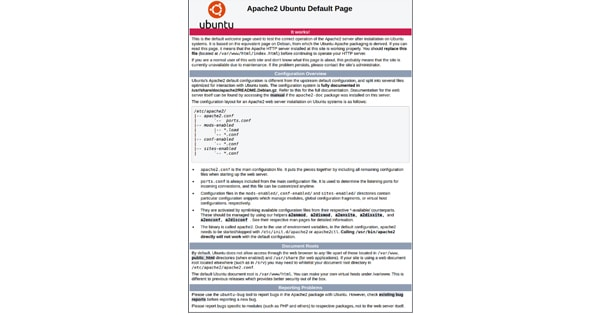 Apache2 Ubuntu Default Page
ubuntu
It works!
This is the default welcome page used to test the correct operation of the Apache2 server after installation on Ubuntu
systems. It is based on the equivalent page on Debian, from which the Ubuntu Apache packaging is derived. If you can
read this page, it means that the Apache HTTP server installed at this site is working properly. You should replace this
file (located at /var/www/html/index.html) before continuing to operate your HTTP server.
If you are a normal user of this web site and don't know what this page is about, this probably means that the site is
currently unavailable due to maintenance. If the problem persists, please contact the site's administrator.
Configuration Overview
Ubuntu's Apache2 default configuration is different from the upstream default configuration, and split into several files
optimized for interaction with Ubuntu tools. The configuration system is fully documented in
/usr/share/doc/apache2/README.Debian.gz. Refer to this for the full documentation. Documentation for the web
server itself can be found by accessing the manual if the apache2-doc package was installed on this server.
The configuration layout for an Apache2 web server installation on Ubuntu systems is as follows:
/etc/apache2/
|-- apache2.conf
|       `-- ports.conf
|-- mods-enabled
|       |-- *.load
|       `-- *.conf
|-- conf-enabled
|       `-- *.conf
|-- sites-enabled
|       `-- *.conf
• apache2.conf is the main configuration file. It puts the pieces together by including all remaining configuration
files when starting up the web server.
• ports.conf is always included from the main configuration file. It is used to determine the listening ports for
incoming connections, and this file can be customized anytime.
• Configuration files in the mods-enabled/, conf-enabled/ and sites-enabled/ directories contain
particular configuration snippets which manage modules, global configuration fragments, or virtual host
configurations, respectively.
• They are activated by symlinking available configuration files from their respective *-available/ counterparts.
These should be managed by using our helpers a2enmod, a2dismod, a2ensite, a2dissite, and
a2enconf, a2disconf . See their respective man pages for detailed information.
• The binary is called apache2. Due to the use of environment variables, in the default configuration, apache2
needs to be started/stopped with /etc/init.d/apache2 or apache2ctl. Calling /usr/bin/apache2
directly will not work with the default configuration.
Document Roots
By default, Ubuntu does not allow access through the web browser to any file apart of those located in /var/www,
public_html directories (when enabled) and /usr/share (for web applications). If your site is using a web document
root located elsewhere (such as in /srv) you may need to whitelist your document root directory in
/etc/apache2/apache2.conf.
The default Ubuntu document root is /var/www/html. You can make your own virtual hosts under /var/www. This is
different to previous releases which provides better security out of the box.
Reporting Problems
Please use the ubuntu-bug tool to report bugs in the Apache2 package with Ubuntu. However, check existing bug
reports before reporting a new bug.
Please report bugs specific to modules (such as PHP and others) to respective packages, not to the web server itself.